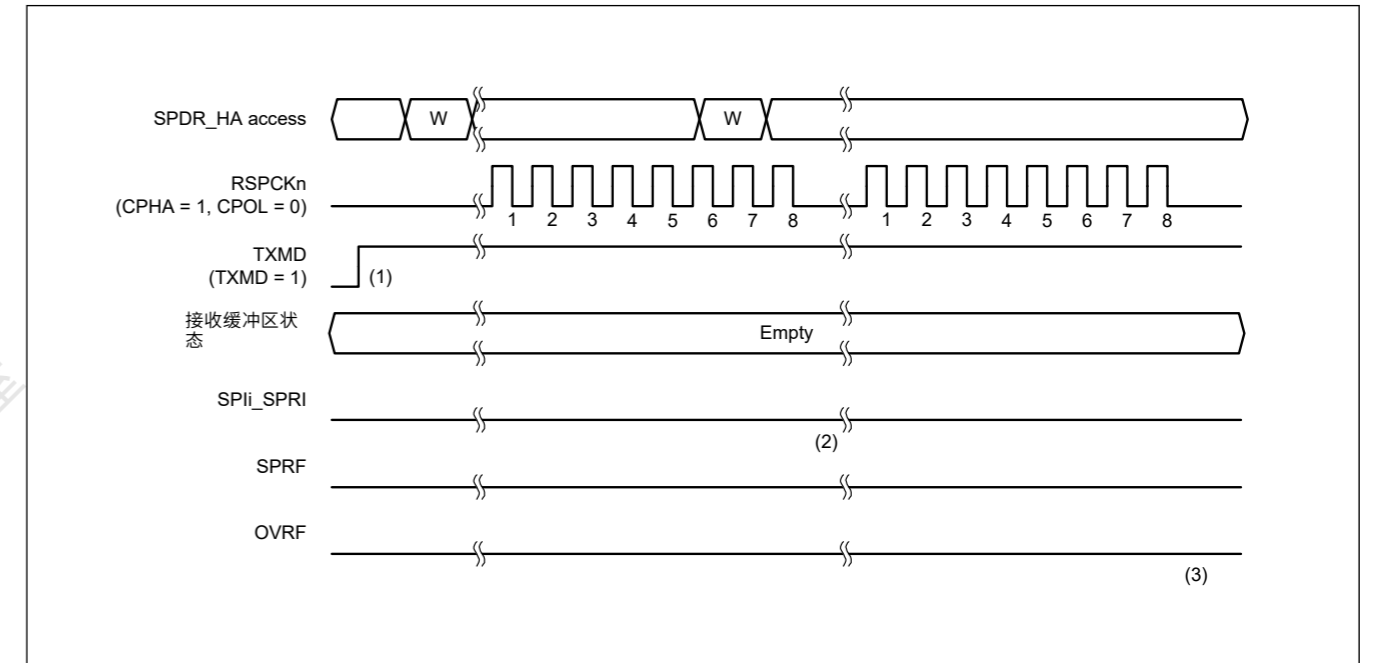 SPDR_HA access
W
W
RSPCKn
(CPHA = 1, CPOL = 0)
1 2 3 4 5 6 7 8
1 2 3 4 5 6 7 8
TXMD
(TXMD = 1)
(1)
接收缓冲区状
态
Empty
SPIi_SPRI
(2)
SPRF
OVRF
(3)